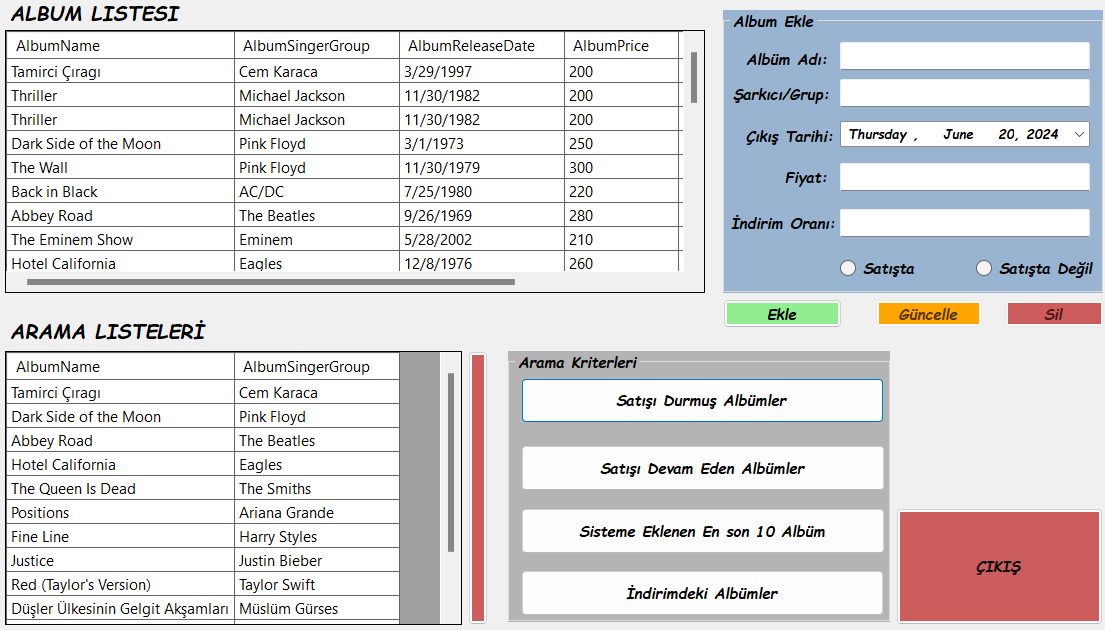 ALBUM LISTESI
AlbumName AlbumSingerGroup AlbumReleaseDate AlbumPrice
Tamirci Çıragı Cem Karaca 3/29/1997 200
Thriller Michael Jackson 11/30/1982 200
Thriller Michael Jackson 11/30/1982 200
Dark Side of the Moon Pink Floyd 3/1/1973 250
The Wall Pink Floyd 11/30/1979 300
Back in Black AC/DC 7/25/1980 220
Abbey Road The Beatles 9/26/1969 280
The Eminem Show Eminem 5/28/2002 210
Hotel California Eagles 12/8/1976 260
Album Ekle
Albüm Adı:
Şarkıcı/Grup:
Çıkış Tarihi: Thursday , June 20, 2024
Fiyat:
İndirim Oranı:
Satışta Satışta Değil
Ekle Güncelle Sil
ARAMA LISTELERİ
AlbumName AlbumSingerGroup
Tamirci Çıragı Cem Karaca
Dark Side of the Moon Pink Floyd
Abbey Road The Beatles
Hotel California Eagles
The Queen Is Dead The Smiths
Positions Ariana Grande
Fine Line Harry Styles
Justice Justin Bieber
Red (Taylor's Version) Taylor Swift
Düşler Ülkesinin Gelgit Akşamları Müslüm Gürses
Arama Kriterleri
Satışı Durmuş Albümler
Satışı Devam Eden Albümler
Sisteme Eklenen En son 10 Albüm
İndirimdeki Albümler
ÇIKIŞ